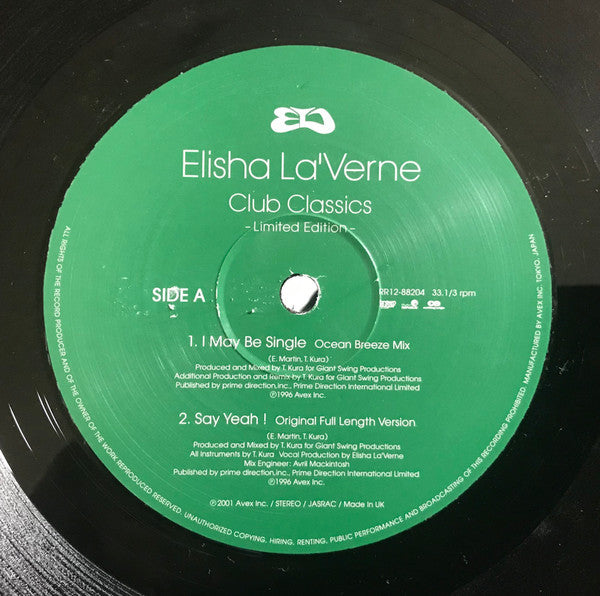 Elisha La'Verne
Club Classics
- Limited Edition -
SIDE A
RR12-88204 33.1/3 rpm
1. I May Be Single Ocean Breeze Mix
(E. Martin, T. Kura)
Produced and Mixed by T. Kura for Giant Swing Productions
Additional Production and Remix by T. Kura for Giant Swing Productions
Published by prime direction,inc., Prime Direction International Limited.
℗1996 Avex Inc.
2. Say Yeah ! Original Full Length Version
(E. Martin, T. Kura)
Produced and Mixed by T. Kura for Giant Swing Productions
All Instruments by T. Kura Vocal Production by Elisha La'Verne
Mix Engineer: Avril Mackintosh
Published by prime direction,inc., Prime Direction International Limited.
℗1996 Avex Inc.
℗2001 Avex Inc. / STEREO / JASRAC / Made in UK
ALL RIGHTS OF THE RECORD PRODUCER AND OF THE OWNER OF THE WORK REPRODUCED RESERVED. UNAUTHORIZED COPYING. HIRING. RENTING. PUBLIC PERFORMANCE AND BROADCASTING OF THIS RECORDING PROHIBITED. MANUFACTURED BY AVEX INC. TOKYO. JAPAN